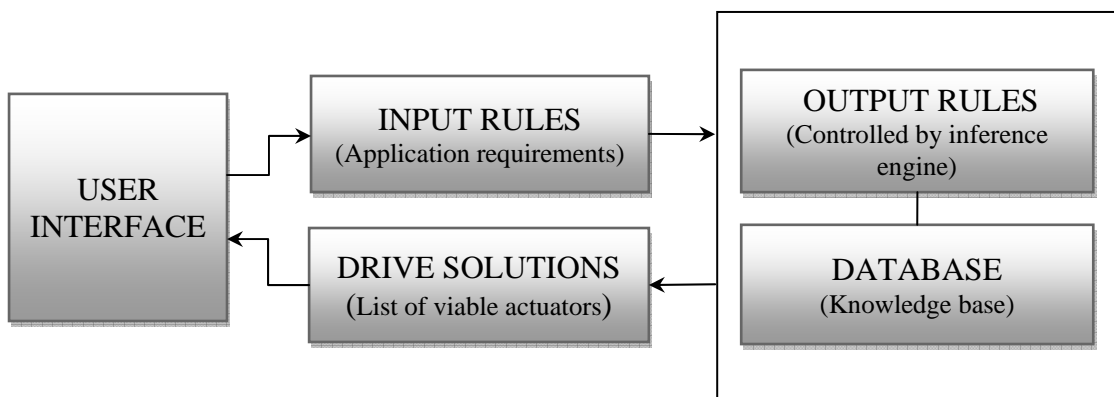 USER
INTERFACE
INPUT RULES
(Application requirements)
DRIVE SOLUTIONS
(List of viable actuators)
OUTPUT RULES
(Controlled by inference
engine)
DATABASE
(Knowledge base)